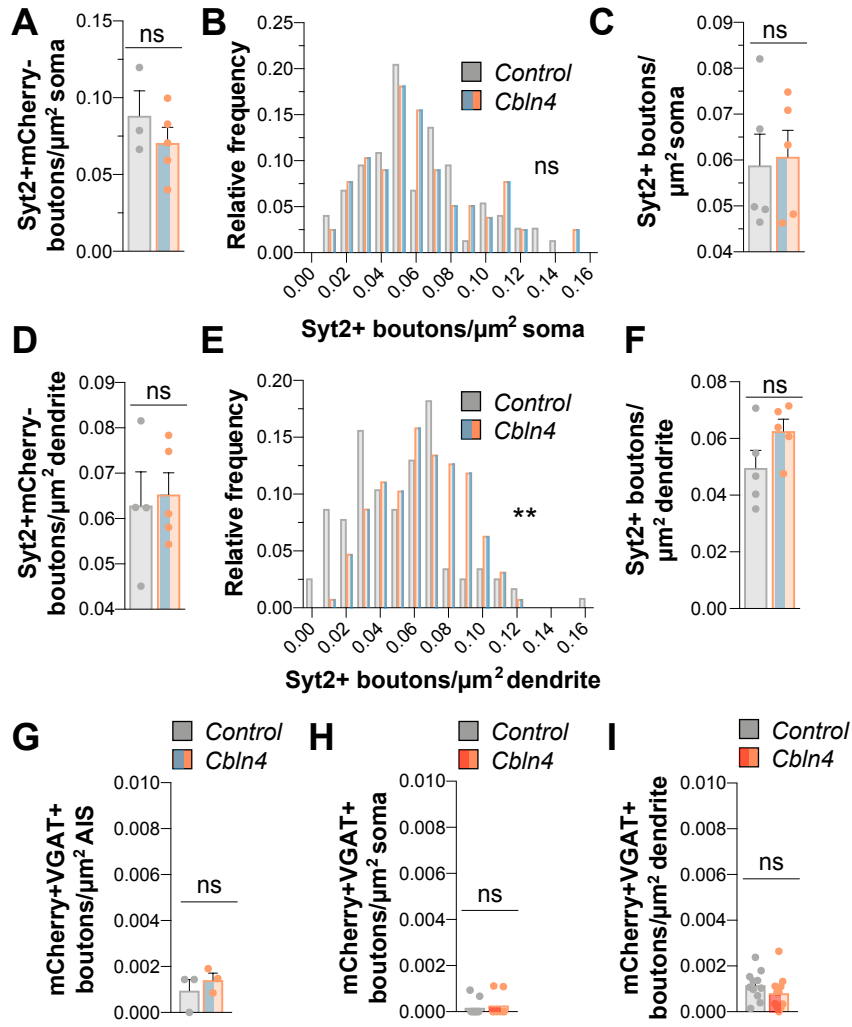 A
ns
Syt2+mCherry-
boutons/µm² soma
0.15
0.10
0.05
0.00
B
Relative frequency
0.25
0.20
0.15
0.10
0.05
0.00
Control
Cbln4
ns
0.00 0.02 0.04 0.06 0.08 0.10 0.12 0.14 0.16
Syt2+ boutons/µm² soma
C
ns
Syt2+ boutons/
µm² soma
0.09
0.08
0.07
0.06
0.05
0.04
D
ns
Syt2+mCherry-
boutons/µm² dendrite
0.09
0.08
0.07
0.06
0.05
0.04
E
Relative frequency
0.20
0.15
0.10
0.05
0.00
Control
Cbln4
**
0.00 0.02 0.04 0.06 0.08 0.10 0.12 0.14 0.16
Syt2+ boutons/µm² dendrite
F
ns
Syt2+ boutons/
µm² dendrite
0.08
0.06
0.04
0.02
0.00
G
Control
Cbln4
mCherry+VGAT+
boutons/µm² AIS
0.010
0.008
0.006
0.004
0.002
0.000
ns
H
Control
Cbln4
mCherry+VGAT+
boutons/µm² soma
0.010
0.008
0.006
0.004
0.002
0.000
ns
I
Control
Cbln4
mCherry+VGAT+
boutons/µm² dendrite
0.010
0.008
0.006
0.004
0.002
0.000
ns